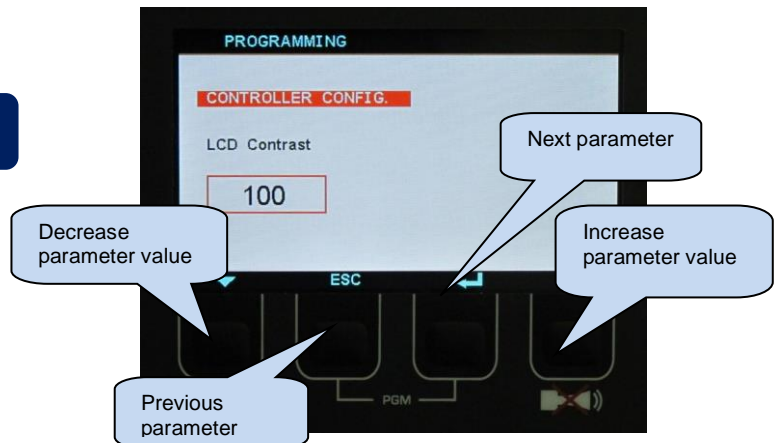 PROGRAMMING
CONTROLLER CONFIG.
LCD Contrast
100
Next parameter
Decrease
parameter value
Increase
parameter value
ESC
PGM
Previous
parameter